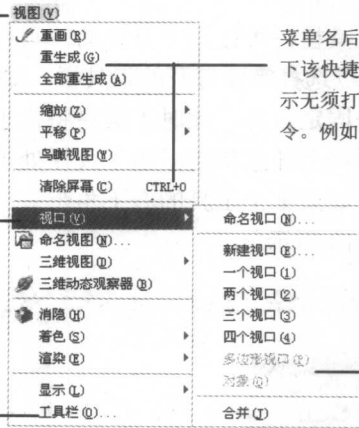 视图(V)
重画(R)
重生成(G)
全部重生成(A)
缩放(Z)
平移(P)
鸟瞰视图(W)
清除屏幕(C) CTRL+0
视口(V)
命名视图(N)...
三维视图(D)
三维动态观察器(B)
消隐(H)
着色(S)
渲染(E)
显示(L)
工具栏(O)...
命名视口(N)...
新建视口(E)...
一个视口(1)
两个视口(2)
三个视口(3)
四个视口(4)
多边形视口(P)
对象(O)
合并(J)
菜单名后
下该快捷
示无须打
令。例如